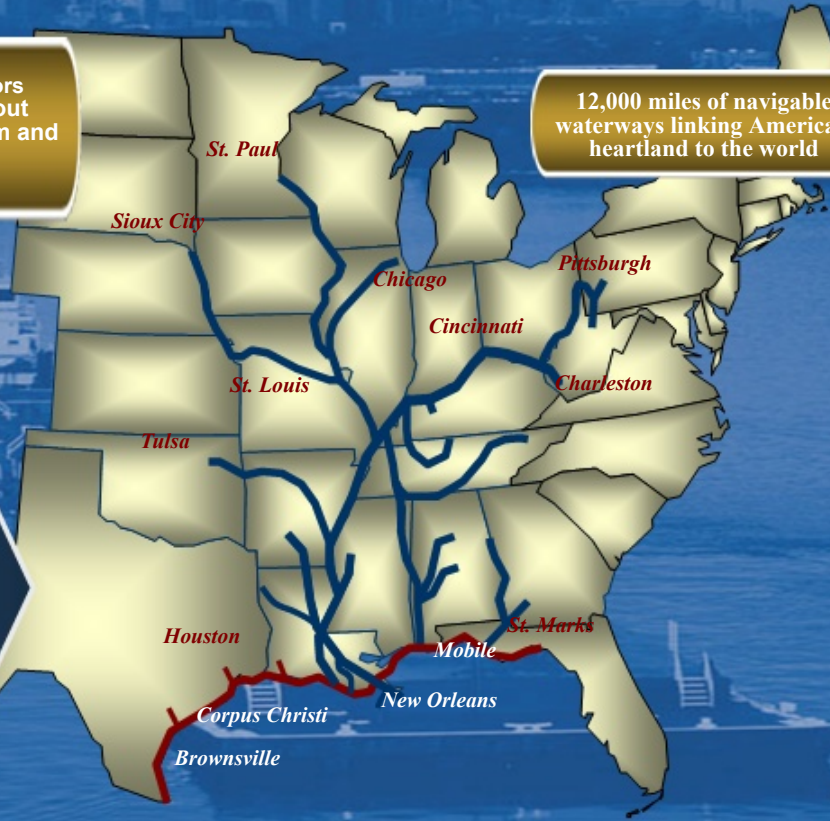 out
and
12,000 miles of navigable
waterways linking America
heartland to the world
St. Paul
Sioux City
Chicago
Pittsburgh
Cincinnati
St. Louis
Charleston
Tulsa
Houston
St. Marks
Mobile
New Orleans
Corpus Christi
Brownsville